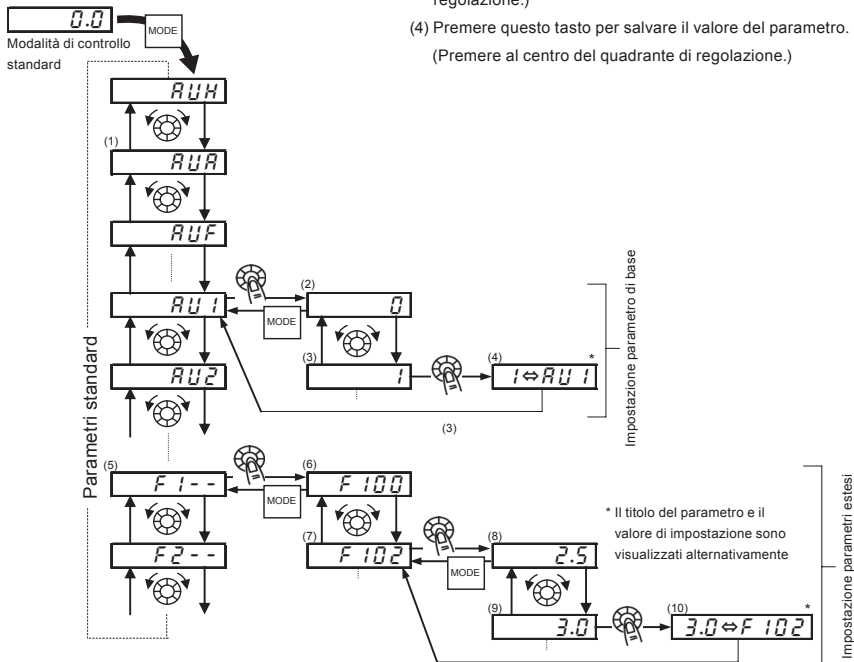 regolazione.)
(4) Premere questo tasto per salvare il valore del parametro.
(Premere al centro del quadrante di regolazione.)
0.0
MODE
Modalità di controllo
standard
AUH
(1)
AUA
AUF
AU1
MODE
(2)
0
(3)
1
(4)
*
1⇔AU1
AU2
(3)
Impostazione parametro di base
Parametri standard
(5)
F1--
MODE
(6)
F100
(7)
F102
MODE
(8)
2.5
F2--
(9)
3.0
(10)
*
3.0⇔F102
* Il titolo del parametro e il
valore di impostazione sono
visualizzati alternativamente
Impostazione parametri estesi